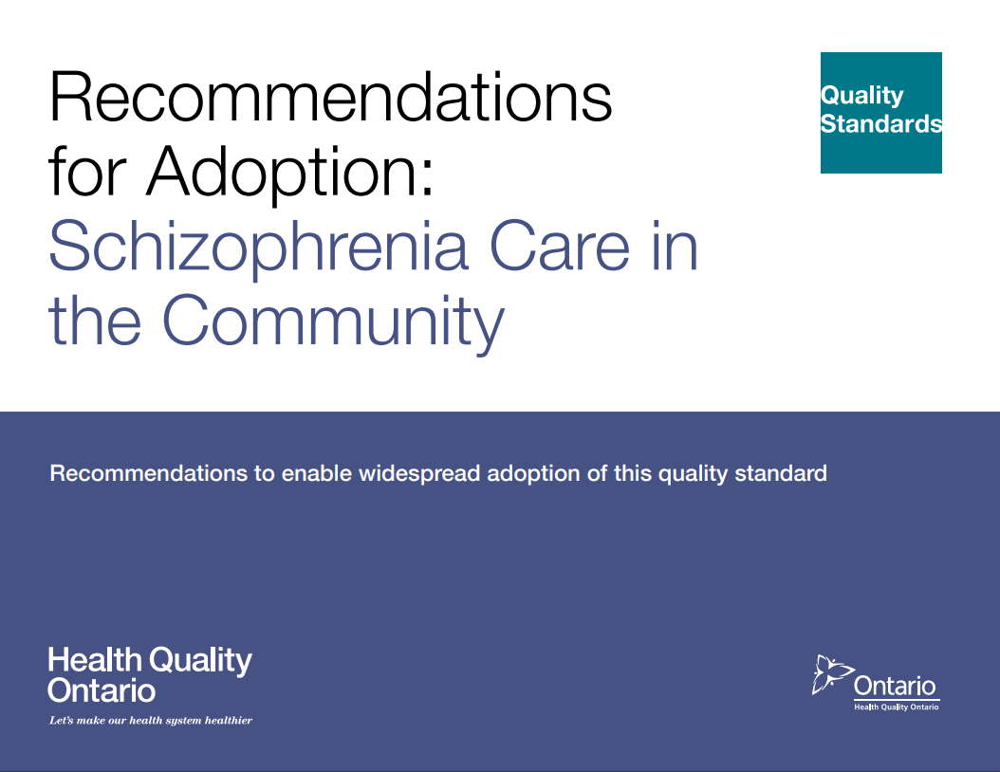 Recommendations
for Adoption:
Schizophrenia Care in
the Community
Quality
Standards
Recommendations to enable widespread adoption of this quality standard
Health Quality
Ontario
Let's make our health system healthier
Ontario
Health Quality Ontario